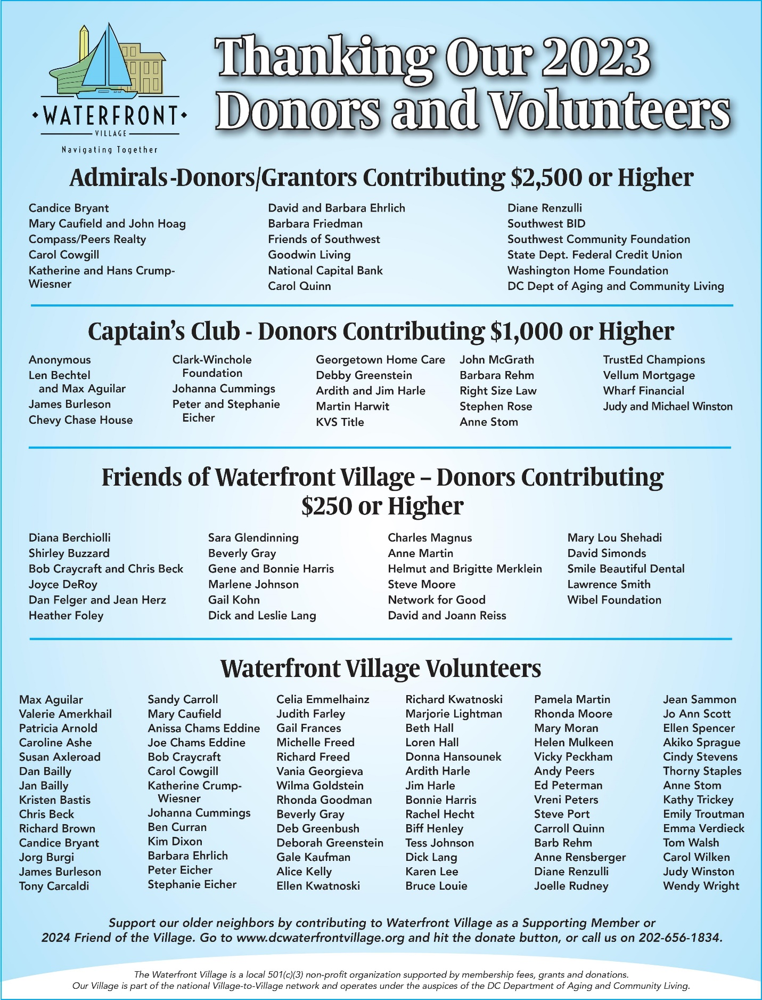 WATERFRONT
VILLAGE
Navigating Together
Thanking Our 2023
Donors and Volunteers
Admirals-Donors/Grantors Contributing $2,500 or Higher
Candice Bryant
Mary Caufield and John Hoag
Compass/Peers Realty
Carol Cowgill
Katherine and Hans Crump-
Wiesner
David and Barbara Ehrlich
Barbara Friedman
Friends of Southwest
Goodwin Living
National Capital Bank
Carol Quinn
Diane Renzulli
Southwest BID
Southwest Community Foundation
State Dept. Federal Credit Union
Washington Home Foundation
DC Dept of Aging and Community Living
Captain's Club - Donors Contributing $1,000 or Higher
Anonymous
Len Bechtel
and Max Aguilar
James Burleson
Chevy Chase House
Clark-Winchole
Foundation
Johanna Cummings
Peter and Stephanie
Eicher
Georgetown Home Care
Debby Greenstein
Ardith and Jim Harle
Martin Harwit
KVS Title
John McGrath
Barbara Rehm
Right Size Law
Stephen Rose
Anne Stom
TrustEd Champions
Vellum Mortgage
Wharf Financial
Judy and Michael Winston
Friends of Waterfront Village – Donors Contributing
$250 or Higher
Diana Berchiolli
Shirley Buzzard
Bob Craycraft and Chris Beck
Joyce DeRoy
Dan Felger and Jean Herz
Heather Foley
Sara Glendinning
Beverly Gray
Gene and Bonnie Harris
Marlene Johnson
Gail Kohn
Dick and Leslie Lang
Charles Magnus
Anne Martin
Helmut and Brigitte Merklein
Steve Moore
Network for Good
David and Joann Reiss
Mary Lou Shehadi
David Simonds
Smile Beautiful Dental
Lawrence Smith
Wibel Foundation
Waterfront Village Volunteers
Max Aguilar
Valerie Amerkhail
Patricia Arnold
Caroline Ashe
Susan Axleroad
Dan Bailly
Jan Bailly
Kristen Bastis
Chris Beck
Richard Brown
Candice Bryant
Jorg Burgi
James Burleson
Tony Carcaldi
Sandy Carroll
Mary Caufield
Anissa Chams Eddine
Joe Chams Eddine
Bob Craycraft
Carol Cowgill
Katherine Crump-
Wiesner
Johanna Cummings
Ben Curran
Kim Dixon
Barbara Ehrlich
Peter Eicher
Stephanie Eicher
Celia Emmelhainz
Judith Farley
Gail Frances
Michelle Freed
Richard Freed
Vania Georgieva
Wilma Goldstein
Rhonda Goodman
Beverly Gray
Deb Greenbush
Deborah Greenstein
Gale Kaufman
Alice Kelly
Ellen Kwatnoski
Richard Kwatnoski
Marjorie Lightman
Beth Hall
Loren Hall
Donna Hansounek
Ardith Harle
Jim Harle
Bonnie Harris
Rachel Hecht
Biff Henley
Tess Johnson
Dick Lang
Karen Lee
Bruce Louie
Pamela Martin
Rhonda Moore
Mary Moran
Helen Mulkeen
Vicky Peckham
Andy Peers
Ed Peterman
Vreni Peters
Steve Port
Carroll Quinn
Barb Rehm
Anne Rensberger
Diane Renzulli
Joelle Rudney
Jean Sammon
Jo Ann Scott
Ellen Spencer
Akiko Sprague
Cindy Stevens
Thorny Staples
Anne Stom
Kathy Trickey
Emily Troutman
Emma Verdieck
Tom Walsh
Carol Wilken
Judy Winston
Wendy Wright
Support our older neighbors by contributing to Waterfront Village as a Supporting Member or
2024 Friend of the Village. Go to www.dcwaterfrontvillage.org and hit the donate button, or call us on 202-656-1834.
The Waterfront Village is a local 501(c)(3) non-profit organization supported by membership fees, grants and donations.
Our Village is part of the national Village-to-Village network and operates under the auspices of the DC Department of Aging and Community Living.